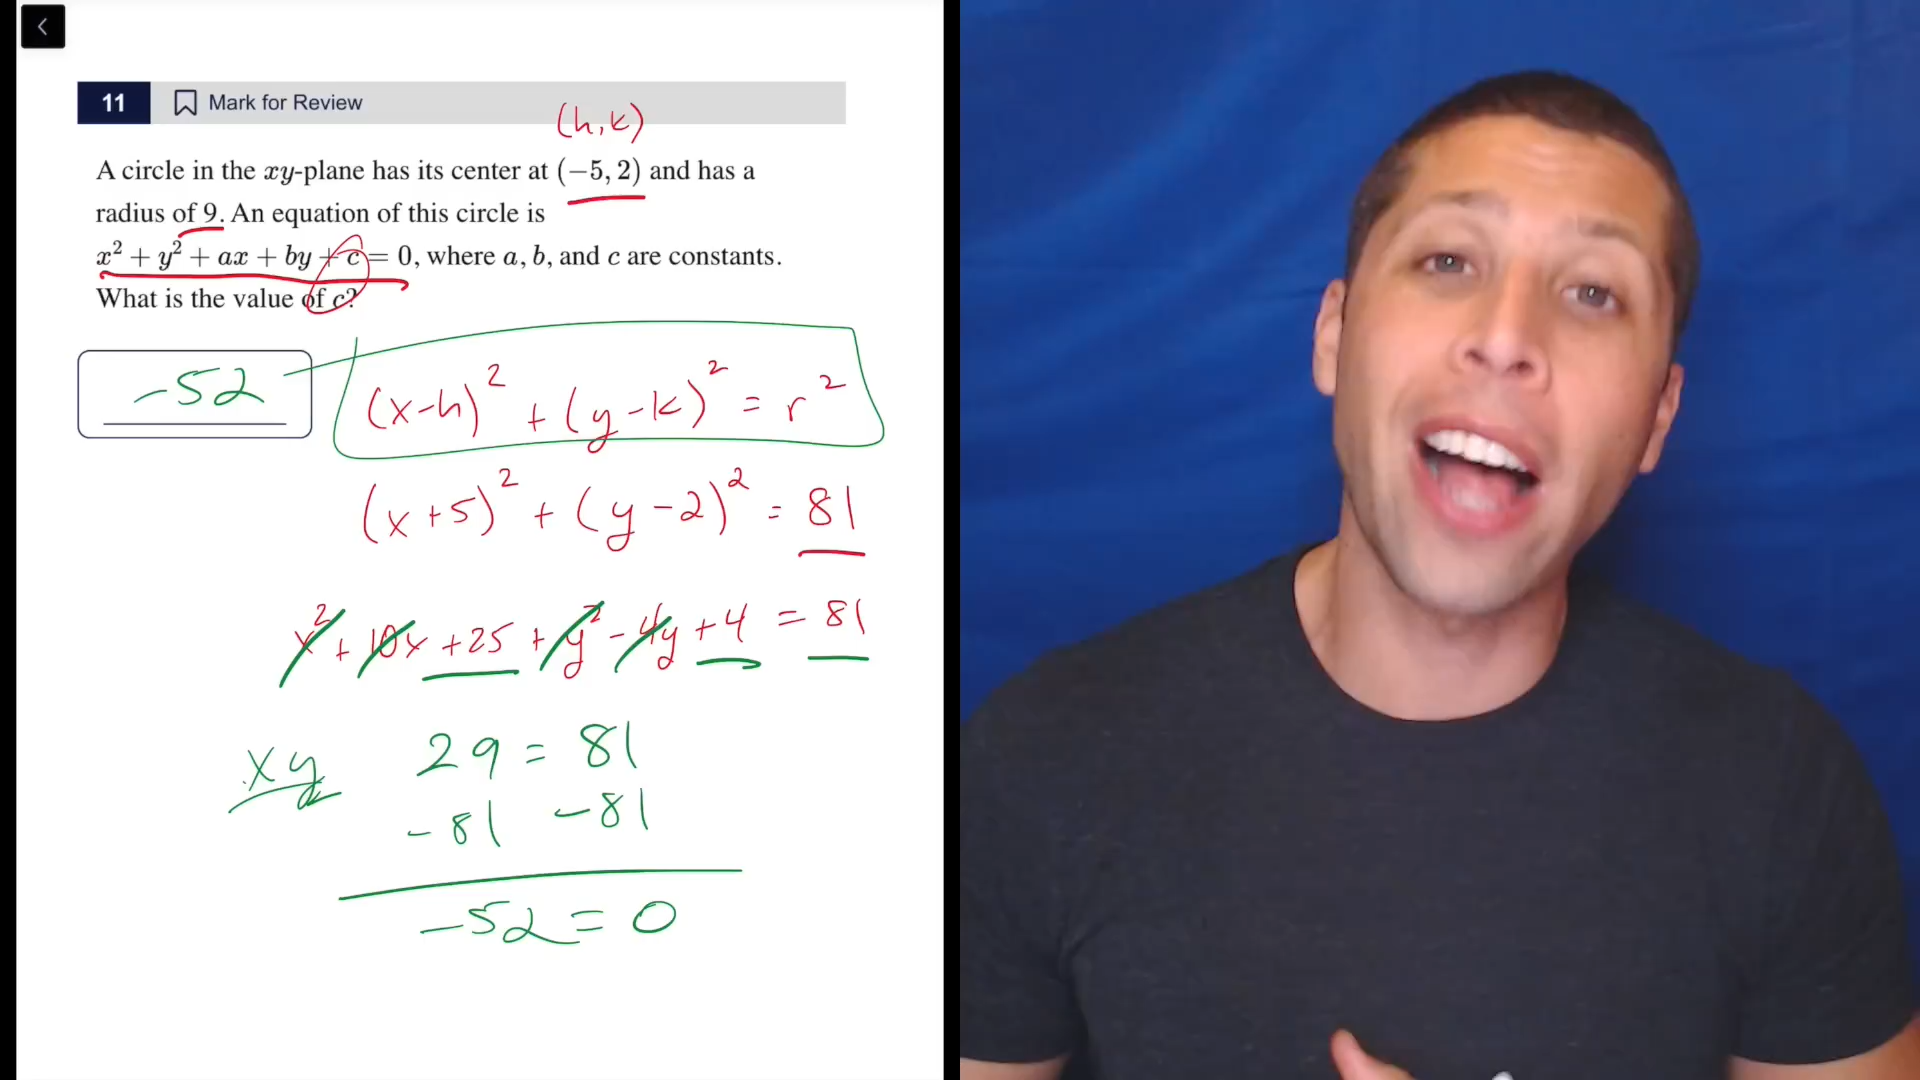 11 Mark for Review
(h,k)
A circle in the xy-plane has its center at (−5, 2) and has a
radius of 9. An equation of this circle is
x² + y² + ax + by + c = 0, where a, b, and c are constants.
What is the value of c?
-52
(x-h)² + (y-k)² = r²
(x+5)² + (y-2)² = 81
x² + 10x + 25 + y² - 4y + 4 = 81
xy
29 = 81
-81 -81
-52 = 0